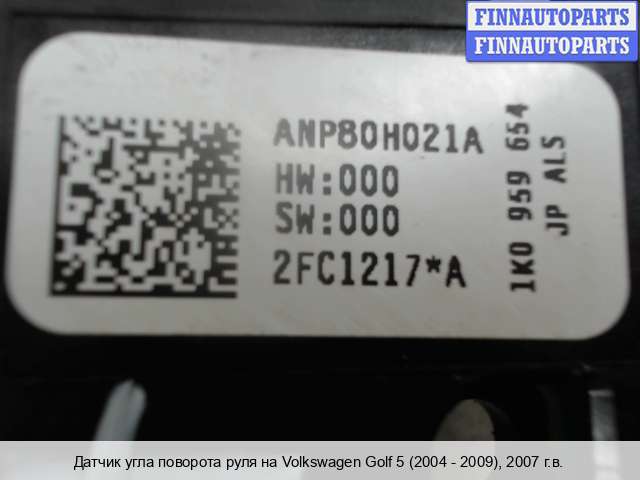 FINNAUTOPARTS
FINNAUTOPARTS
ANP80H021A
HW:000
SW:000
2FC1217*A
1K0 959 654
JP ALS
Датчик угла поворота руля на Volkswagen Golf 5 (2004 - 2009), 2007 г.в.